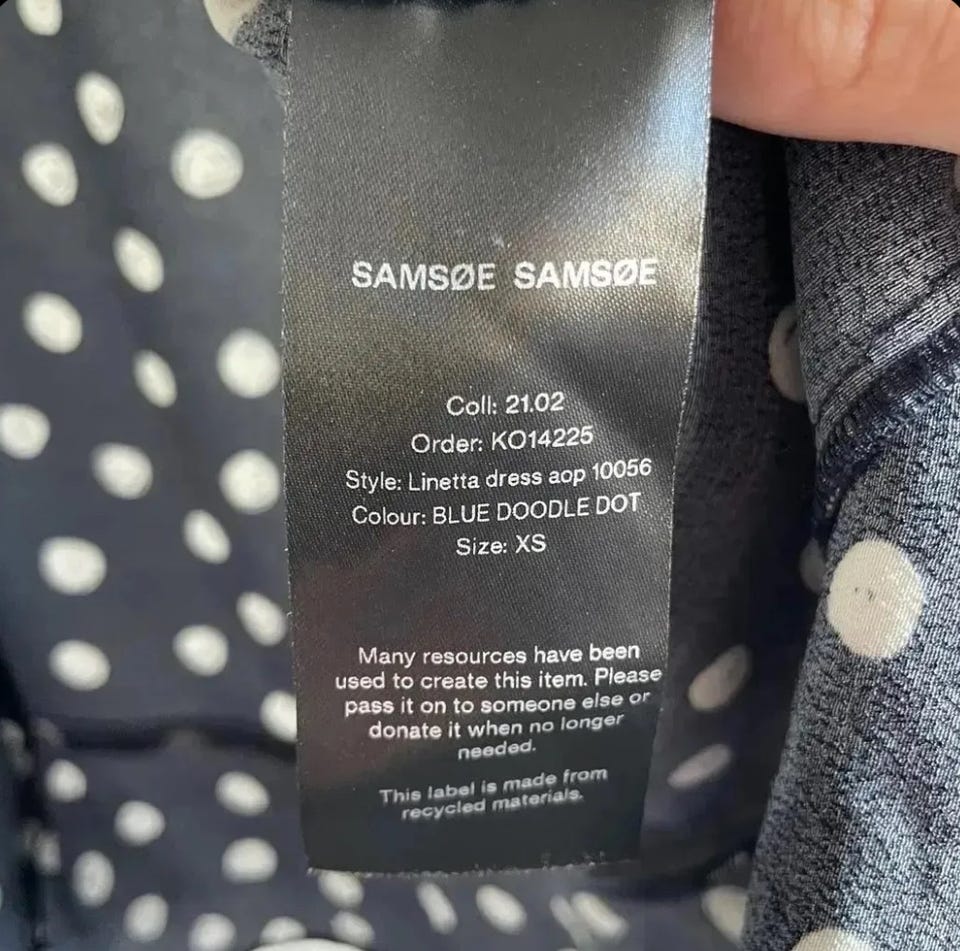 SAMSØE SAMSØE
Coll: 21.02
Order: KO14225
Style: Linetta dress aop 10056
Colour: BLUE DOODLE DOT
Size: XS
Many resources have been
used to create this item. Please
pass it on to someone else or
donate it when no longer
needed.
This label is made from
recycled materials.